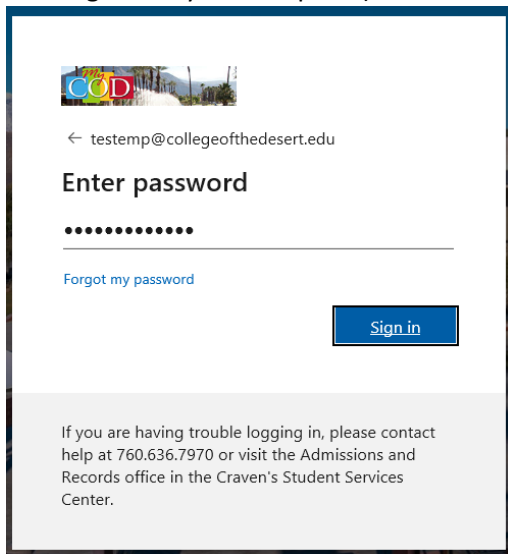 My
COD
← testemp@collegeofthedesert.edu
Enter password
•••••••••••••
Forgot my password
Sign in
If you are having trouble logging in, please contact
help at 760.636.7970 or visit the Admissions and
Records office in the Craven's Student Services
Center.